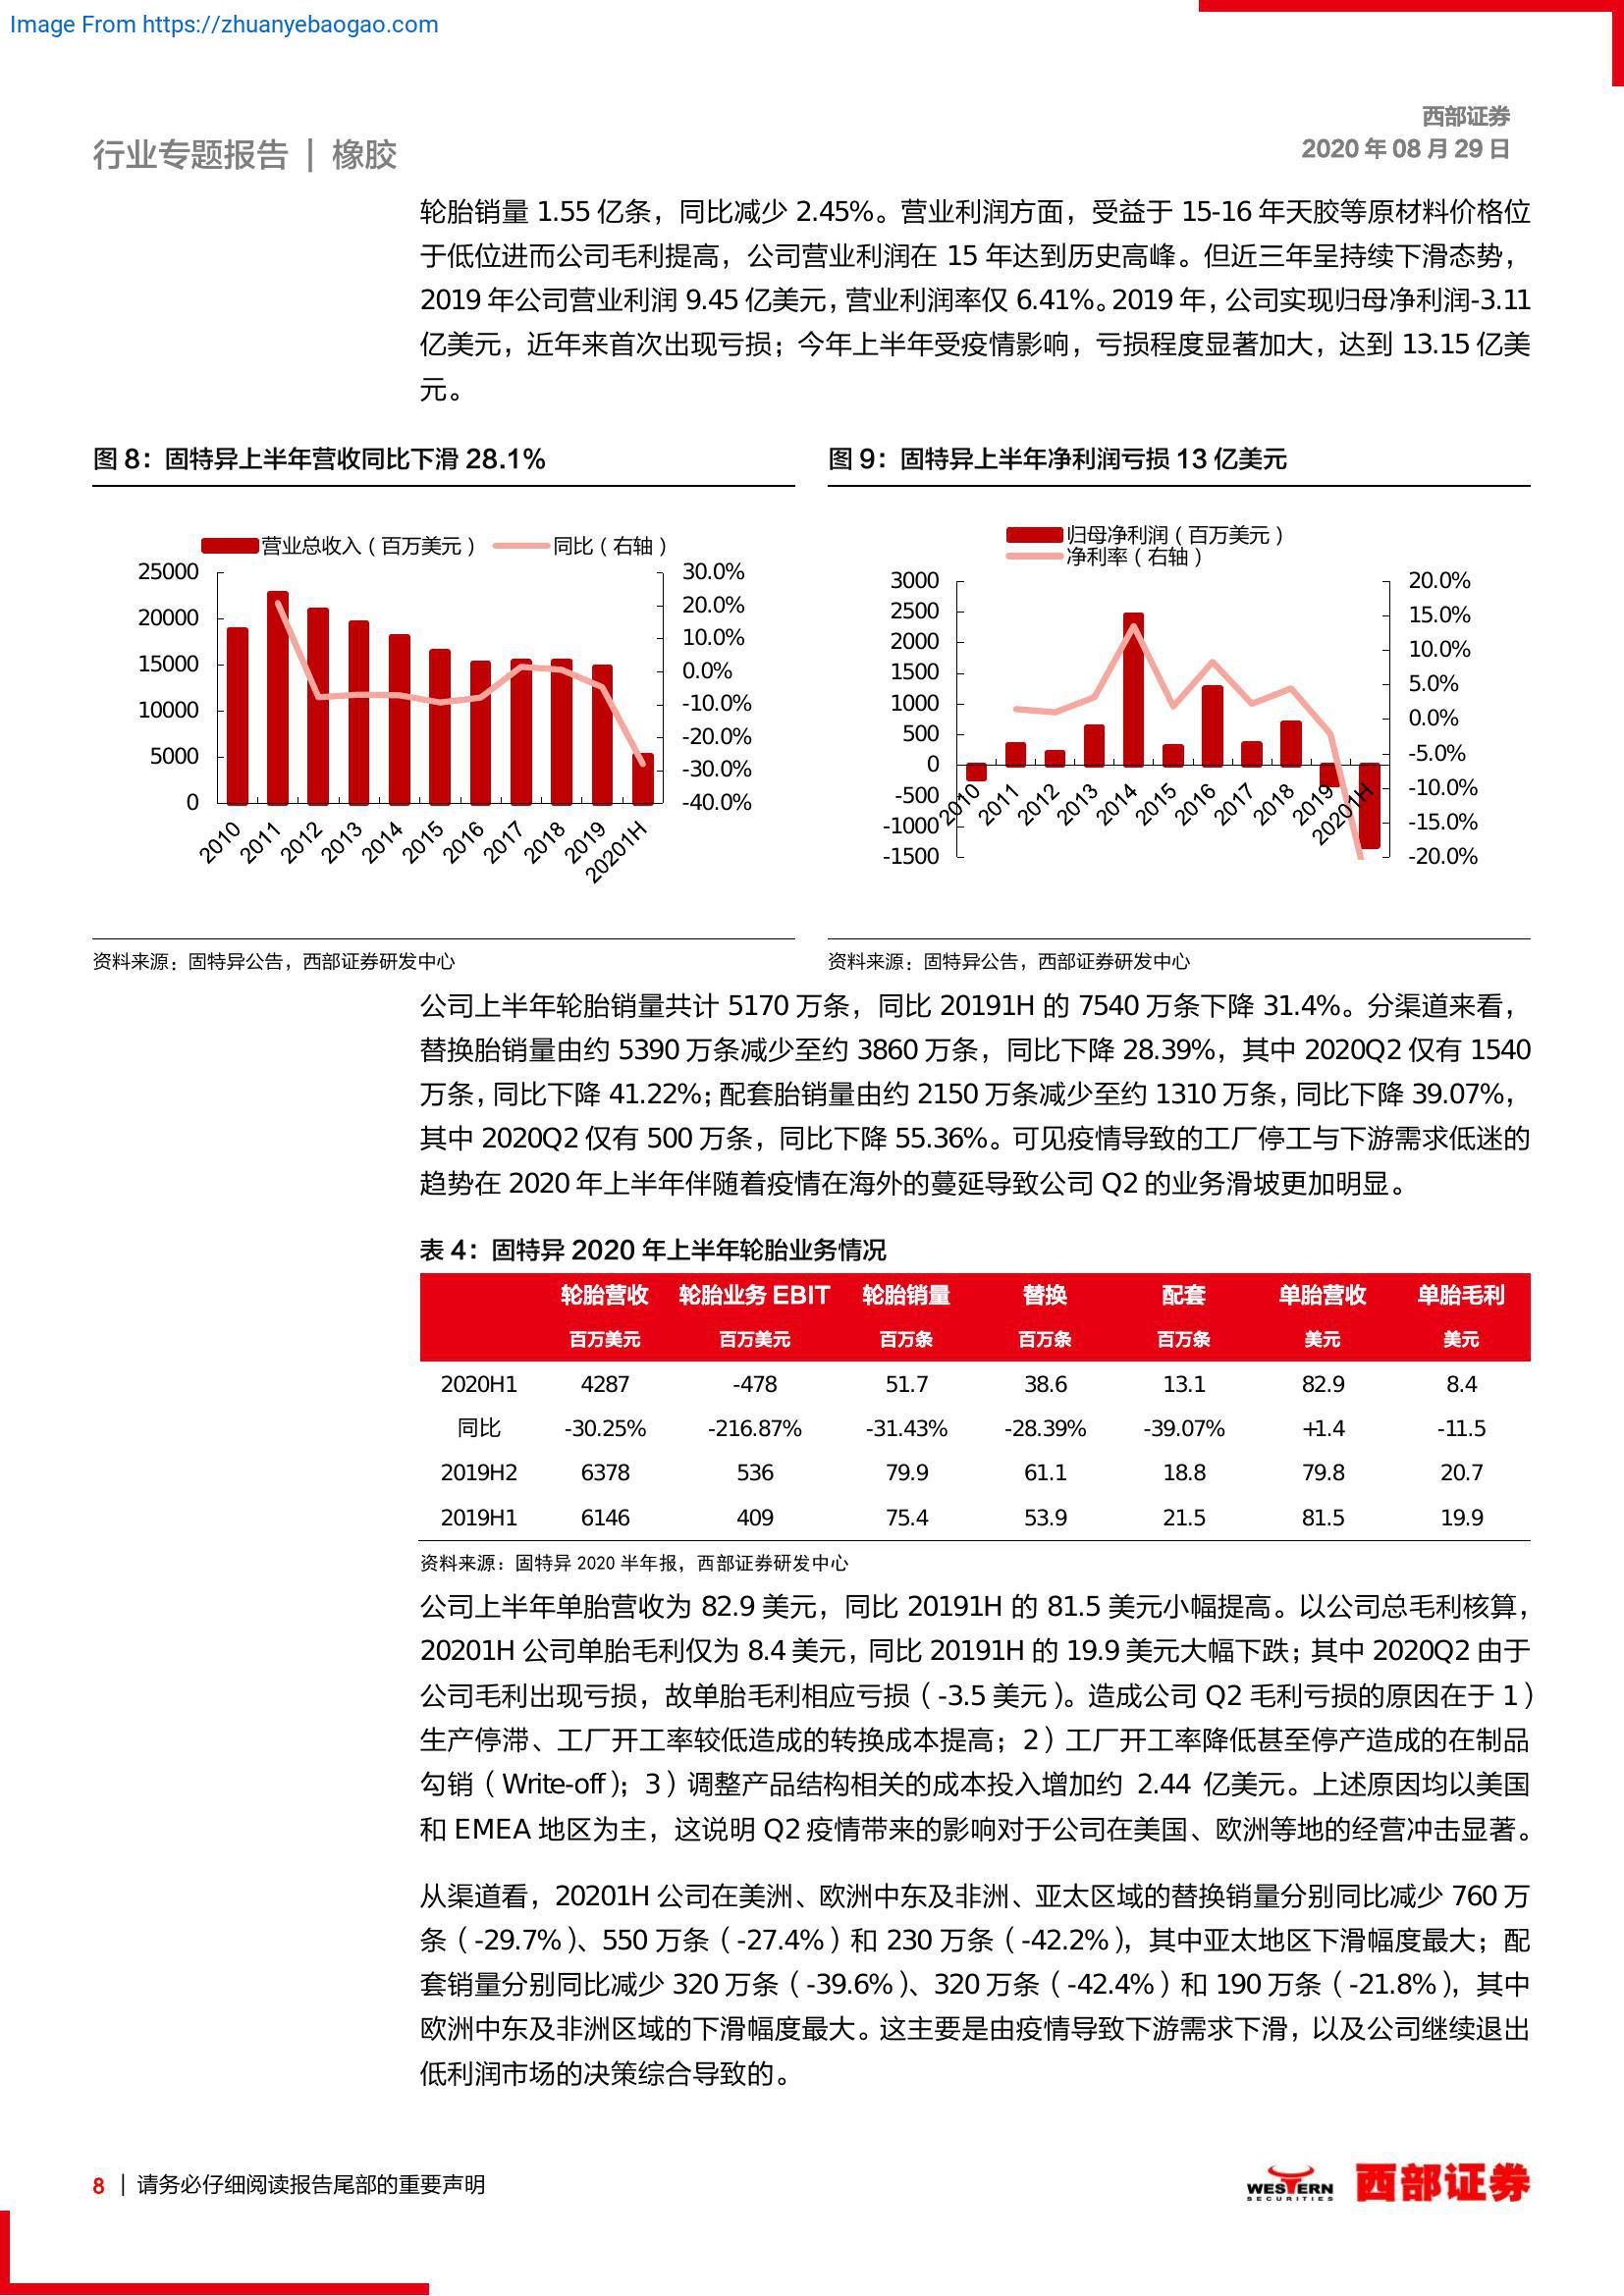 Image From https://zhuanyebaogao.com
西部证券
行业专题报告 | 橡胶
2020 年 08 月 29 日
轮胎销量 1.55 亿条，同比减少 2.45%。营业利润方面，受益于 15-16 年天胶等原材料价格位
于低位进而公司毛利提高，公司营业利润在 15 年达到历史高峰。但近三年呈持续下滑态势，
2019 年公司营业利润 9.45 亿美元，营业利润率仅 6.41%。2019 年，公司实现归母净利润-3.11
亿美元，近年来首次出现亏损；今年上半年受疫情影响，亏损程度显著加大，达到 13.15 亿美
元。
图 8：固特异上半年营收同比下滑 28.1%
营业总收入（百万美元） 同比（右轴）
25000
20000
15000
10000
5000
0
30.0%
20.0%
10.0%
0.0%
-10.0%
-20.0%
-30.0%
-40.0%
2010 2011 2012 2013 2014 2015 2016 2017 2018 2019 20201H
资料来源：固特异公告，西部证券研发中心
图 9：固特异上半年净利润亏损 13 亿美元
归母净利润（百万美元）
净利率（右轴）
3000
2500
2000
1500
1000
500
0
-500
-1000
-1500
20.0%
15.0%
10.0%
5.0%
0.0%
-5.0%
-10.0%
-15.0%
-20.0%
2010 2011 2012 2013 2014 2015 2016 2017 2018 2019 20201H
资料来源：固特异公告，西部证券研发中心
公司上半年轮胎销量共计 5170 万条，同比 20191H 的 7540 万条下降 31.4%。分渠道来看，
替换胎销量由约 5390 万条减少至约 3860 万条，同比下降 28.39%，其中 2020Q2 仅有 1540
万条，同比下降 41.22%；配套胎销量由约 2150 万条减少至约 1310 万条，同比下降 39.07%，
其中 2020Q2 仅有 500 万条，同比下降 55.36%。可见疫情导致的工厂停工与下游需求低迷的
趋势在 2020 年上半年伴随着疫情在海外的蔓延导致公司 Q2 的业务滑坡更加明显。
表 4：固特异 2020 年上半年轮胎业务情况
轮胎营收 轮胎业务 EBIT 轮胎销量 替换 配套 单胎营收 单胎毛利
百万美元 百万美元 百万条 百万条 百万条 美元 美元
2020H1 4287 -478 51.7 38.6 13.1 82.9 8.4
同比 -30.25% -216.87% -31.43% -28.39% -39.07% +1.4 -11.5
2019H2 6378 536 79.9 61.1 18.8 79.8 20.7
2019H1 6146 409 75.4 53.9 21.5 81.5 19.9
资料来源：固特异 2020 半年报，西部证券研发中心
公司上半年单胎营收为 82.9 美元，同比 20191H 的 81.5 美元小幅提高。以公司总毛利核算，
20201H 公司单胎毛利仅为 8.4 美元，同比 20191H 的 19.9 美元大幅下跌；其中 2020Q2 由于
公司毛利出现亏损，故单胎毛利相应亏损（-3.5 美元）。造成公司 Q2 毛利亏损的原因在于 1）
生产停滞、工厂开工率较低造成的转换成本提高；2）工厂开工率降低甚至停产造成的在制品
勾销（Write-off）；3）调整产品结构相关的成本投入增加约 2.44 亿美元。上述原因均以美国
和 EMEA 地区为主，这说明 Q2 疫情带来的影响对于公司在美国、欧洲等地的经营冲击显著。
从渠道看，20201H 公司在美洲、欧洲中东及非洲、亚太区域的替换销量分别同比减少 760 万
条（-29.7%）、550 万条（-27.4%）和 230 万条（-42.2%），其中亚太地区下滑幅度最大；配
套销量分别同比减少 320 万条（-39.6%）、320 万条（-42.4%）和 190 万条（-21.8%），其中
欧洲中东及非洲区域的下滑幅度最大。这主要是由疫情导致下游需求下滑，以及公司继续退出
低利润市场的决策综合导致的。
8 | 请务必仔细阅读报告尾部的重要声明
WESTERN
SECURITIES
西部证券